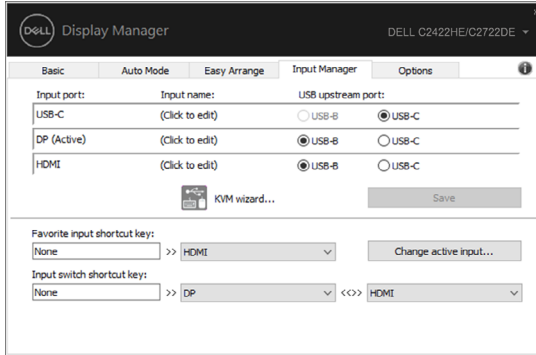 DELL Display Manager DELL C2422HE/C2722DE
Basic Auto Mode Easy Arrange Input Manager Options
Input port: Input name: USB upstream port:
USB-C (Click to edit) USB-B USB-C
DP (Active) (Click to edit) USB-B USB-C
HDMI (Click to edit) USB-B USB-C
KVM wizard... Save
Favorite input shortcut key:
None >> HDMI Change active input...
Input switch shortcut key:
None >> DP <<>> HDMI